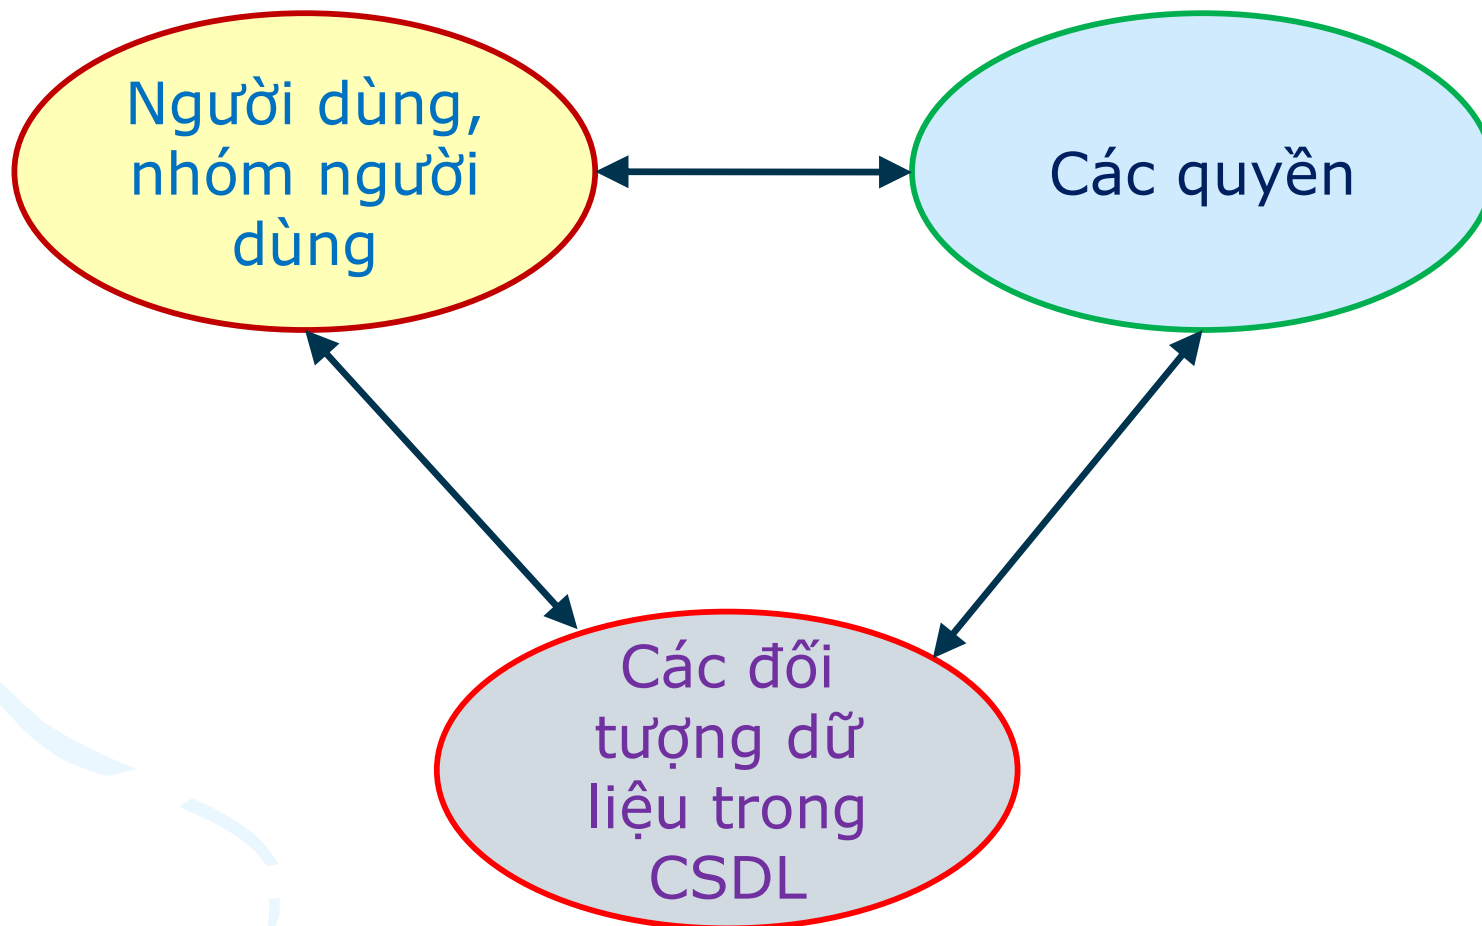 Người dùng,
nhóm người
dùng
Các quyền
Các đối
tượng dữ
liệu trong
CSDL